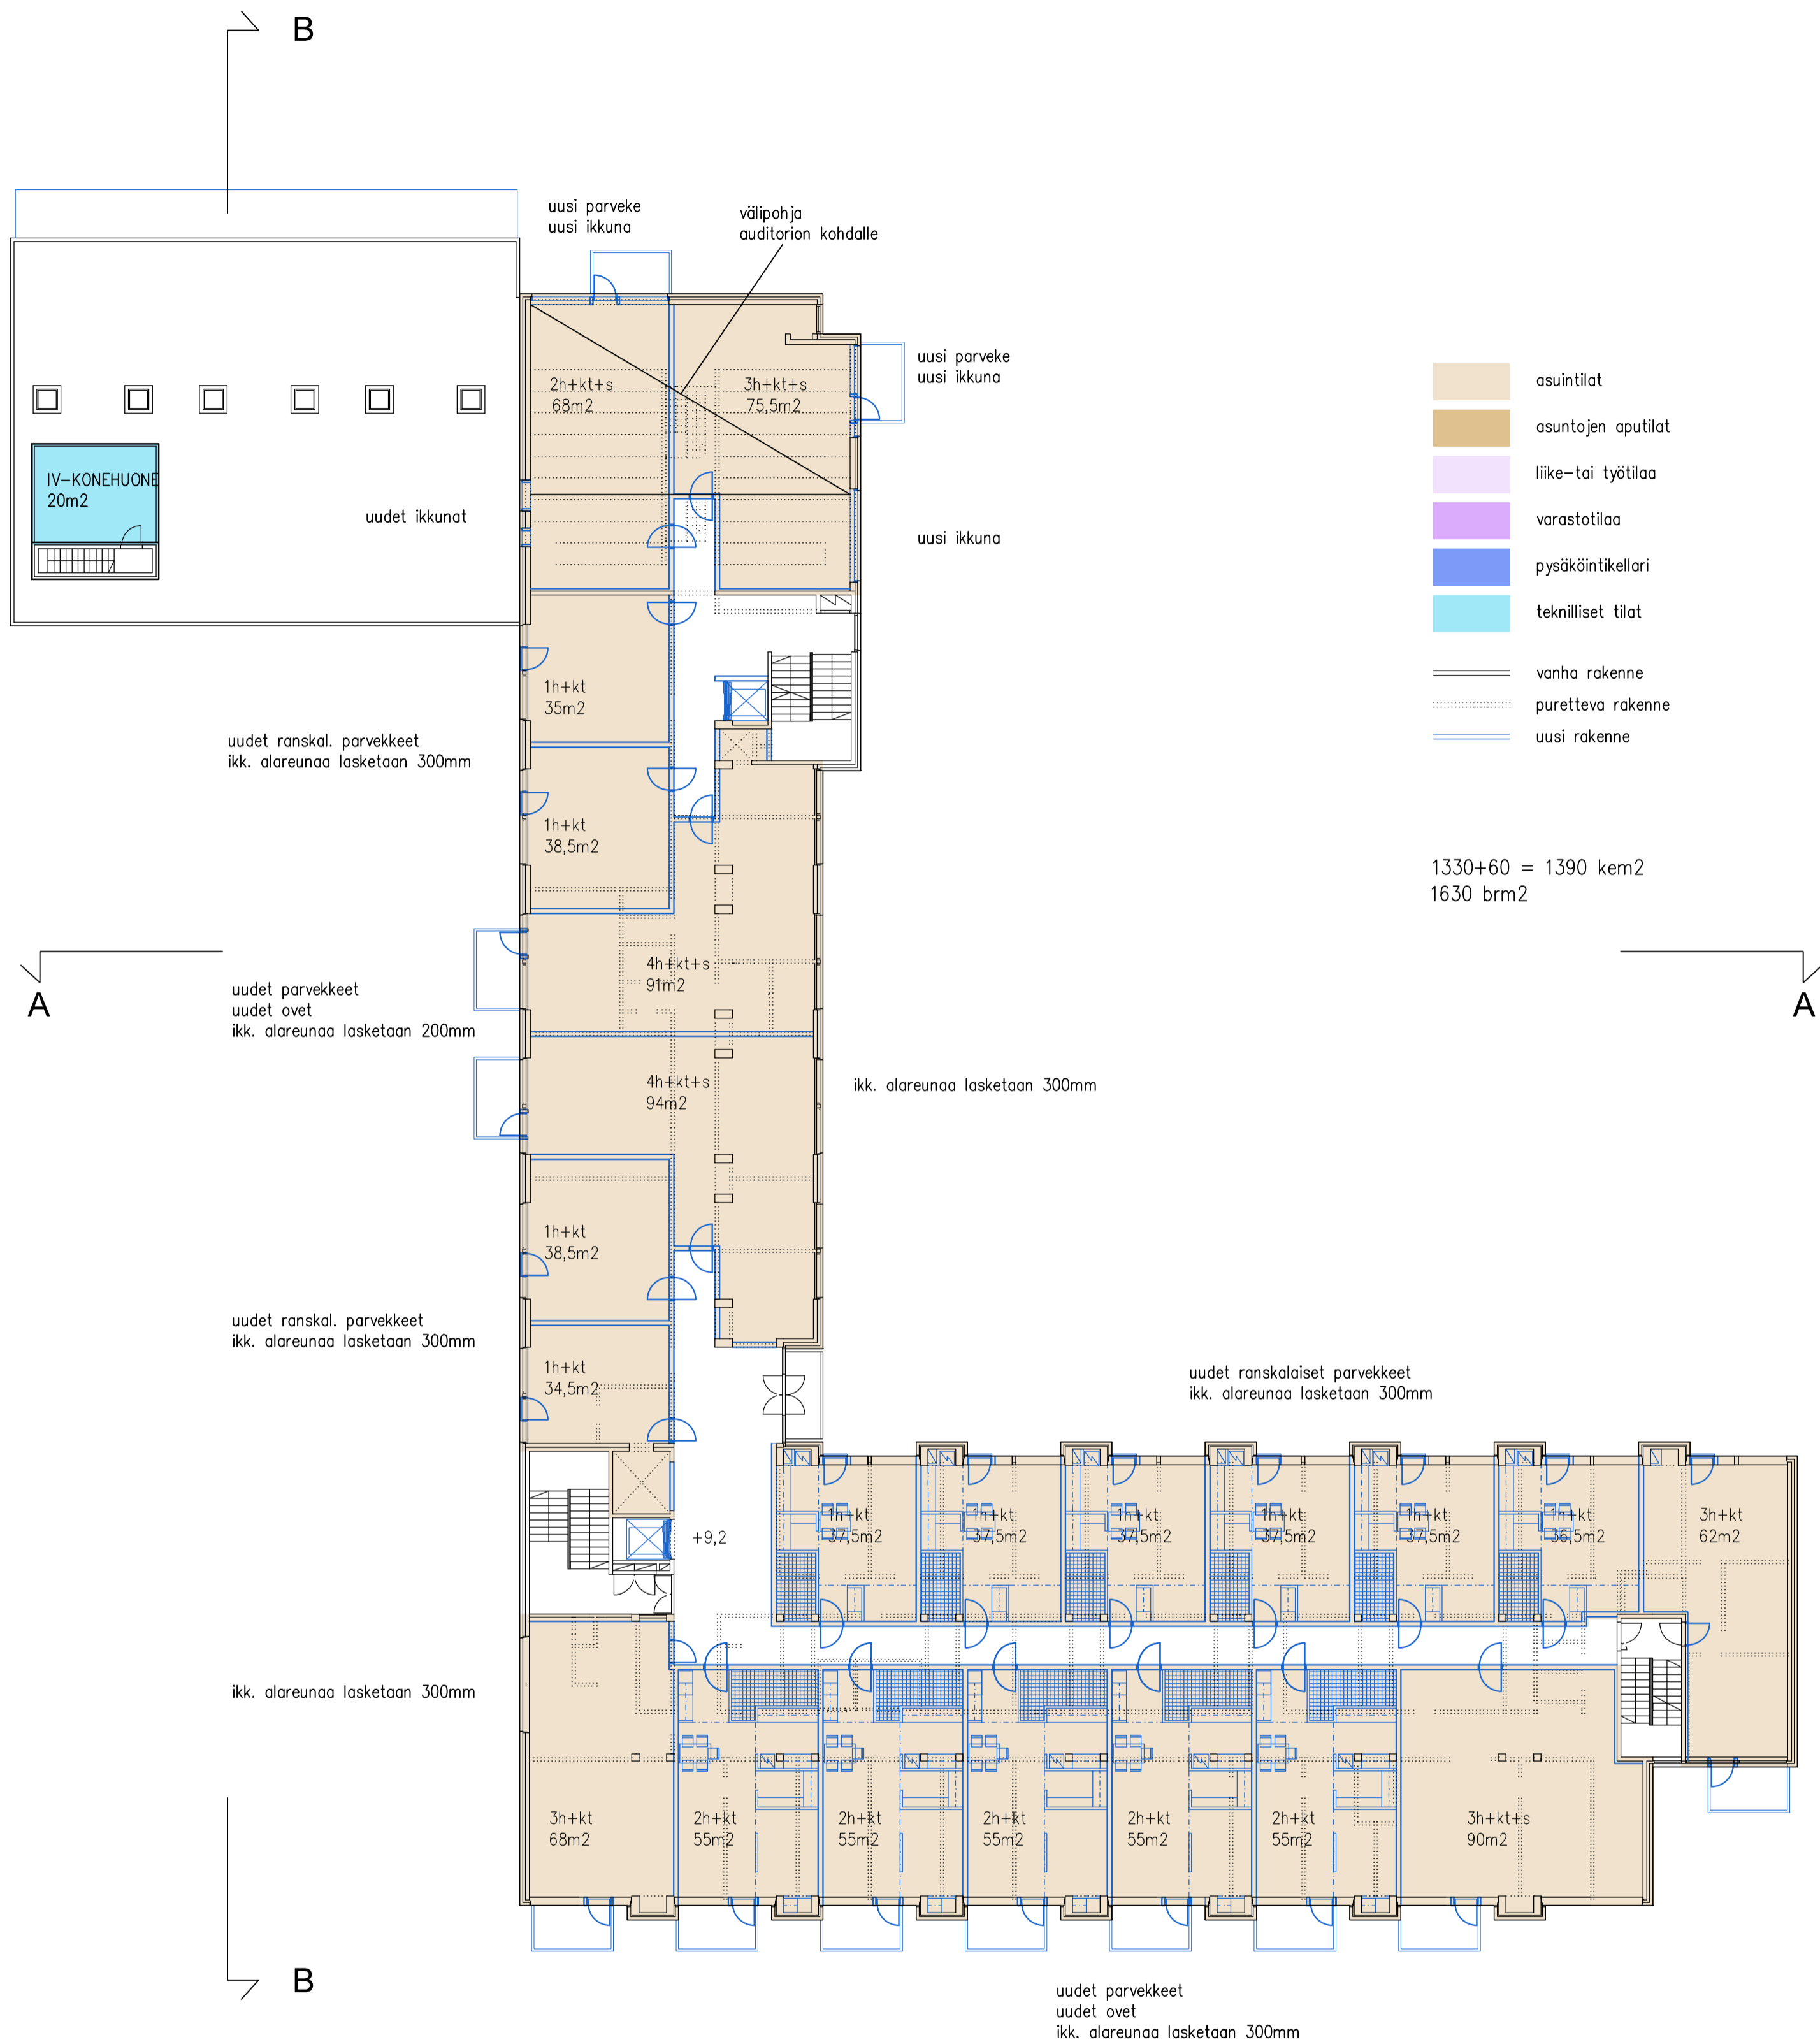 B
uusi parveke
uusi ikkuna
välipohja
auditorion kohdalle
uusi parveke
uusi ikkuna
2h+kt+s
68m2
3h+kt+s
75,5m2
IV-KONEHUONE
20m2
uudet ikkunat
uusi ikkuna
asuintilat
asuntojen aputilat
liike-tai työtilaa
varastotilaa
pysäköintikellari
teknilliset tilat
vanha rakenne
puretteva rakenne
uusi rakenne
1h+kt
35m2
uudet ranskal. parvekkeet
ikk. alareunaa lasketaan 300mm
1h+kt
38,5m2
1330+60 = 1390 kem2
1630 brm2
4h+kt+s
91m2
A
A
uudet parvekkeet
uudet ovet
ikk. alareunaa lasketaan 200mm
4h+kt+s
94m2
ikk. alareunaa lasketaan 300mm
1h+kt
38,5m2
uudet ranskal. parvekkeet
ikk. alareunaa lasketaan 300mm
1h+kt
34,5m2
uudet ranskalaiset parvekkeet
ikk. alareunaa lasketaan 300mm
+9,2
1h+kt
37,5m2
1h+kt
37,5m2
1h+kt
37,5m2
1h+kt
37,5m2
1h+kt
37,5m2
1h+kt
36,5m2
3h+kt
62m2
ikk. alareunaa lasketaan 300mm
3h+kt
68m2
2h+kt
55m2
2h+kt
55m2
2h+kt
55m2
2h+kt
55m2
2h+kt
55m2
3h+kt+s
90m2
B
uudet parvekkeet
uudet ovet
ikk. alareunaa lasketaan 300mm